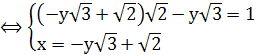 ⇔ { (-y√3 + √2)√2 - y√3 = 1
x = -y√3 + √2